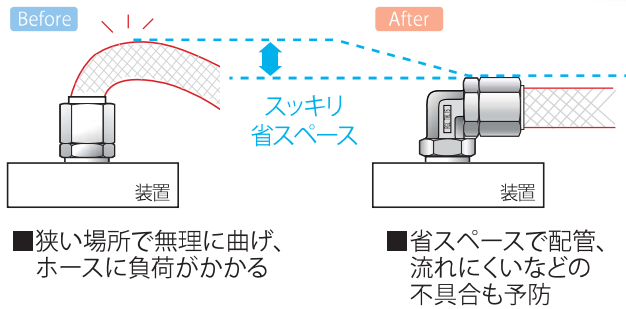 Before
After
スッキリ
省スペース
装置
装置
■狭い場所で無理に曲げ、
ホースに負荷がかかる
■省スペースで配管、
流れにくいなどの
不具合も予防